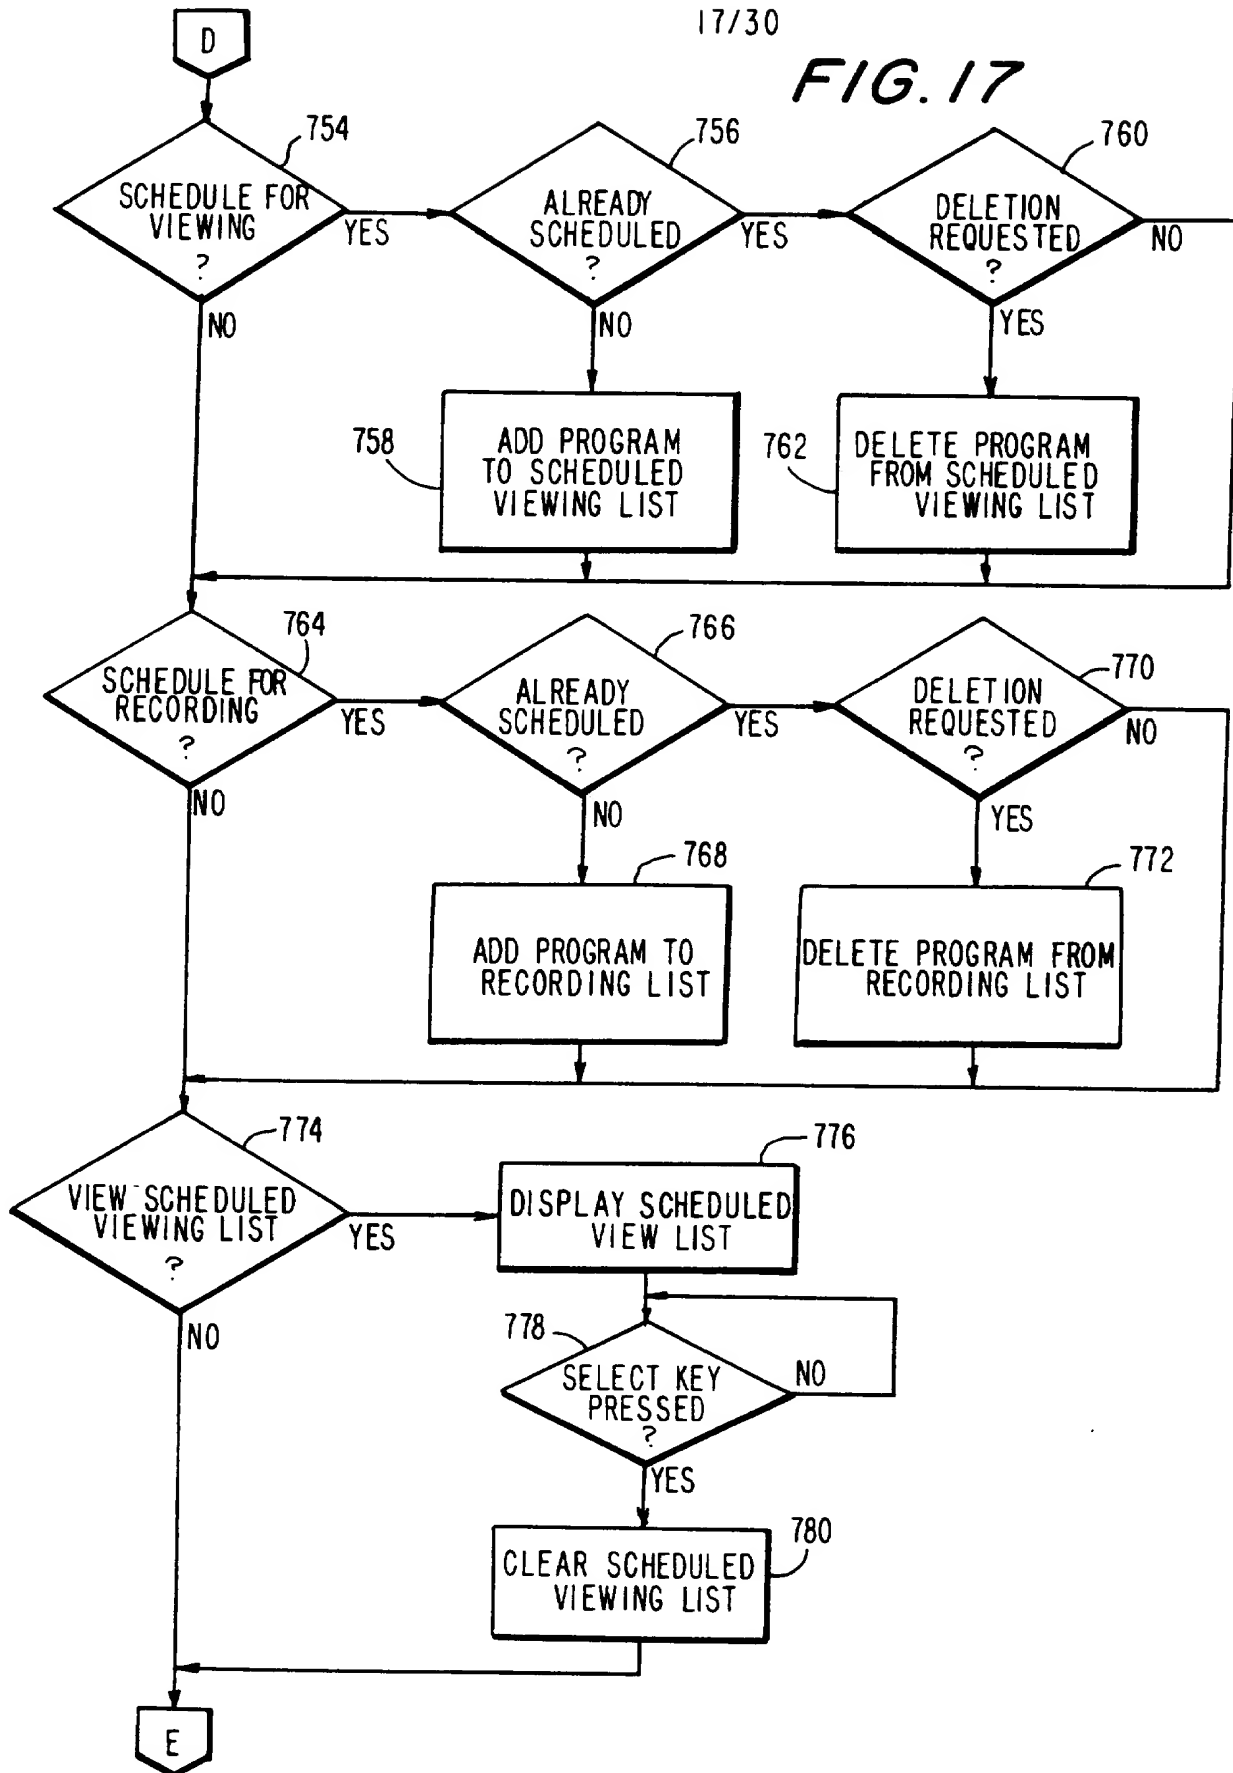 17/30
D
FIG. 17
754
756
760
SCHEDULE FOR
VIEWING
?
YES
NO
ALREADY
SCHEDULED
?
YES
NO
DELETION
REQUESTED
?
NO
YES
758
ADD PROGRAM
TO SCHEDULED
VIEWING LIST
762
DELETE PROGRAM
FROM SCHEDULED
VIEWING LIST
764
766
770
SCHEDULE FOR
RECORDING
?
YES
NO
ALREADY
SCHEDULED
?
YES
NO
DELETION
REQUESTED
?
NO
YES
768
ADD PROGRAM TO
RECORDING LIST
772
DELETE PROGRAM FROM
RECORDING LIST
774
VIEW SCHEDULED
VIEWING LIST
?
YES
NO
776
DISPLAY SCHEDULED
VIEW LIST
778
SELECT KEY
PRESSED
?
NO
YES
780
CLEAR SCHEDULED
VIEWING LIST
E